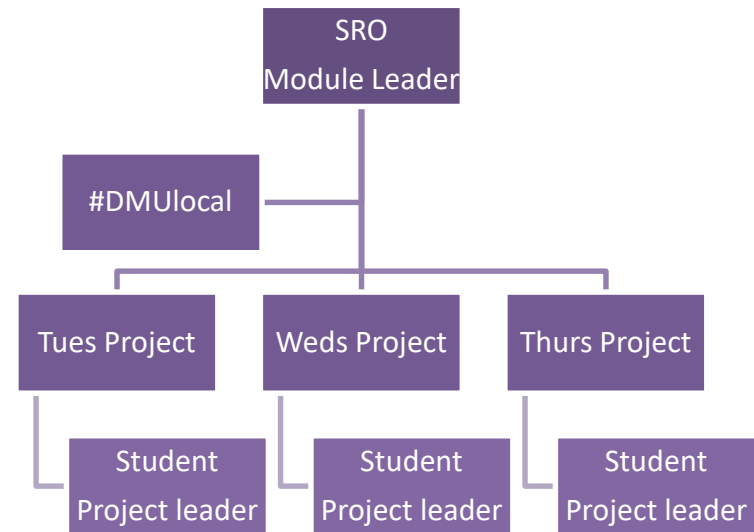 SRO
Module Leader
#DMUlocal
Tues Project
Weds Project
Thurs Project
Student
Project leader
Student
Project leader
Student
Project leader